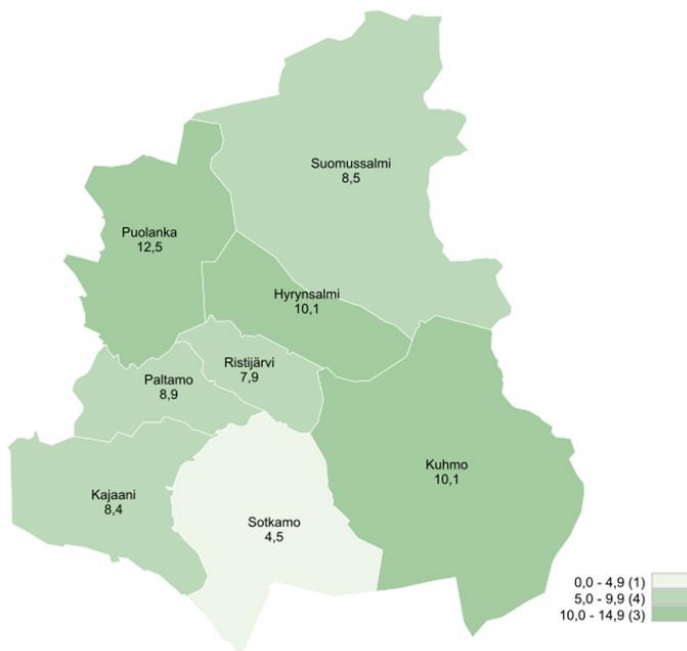 Suomussalmi
8,5
Puolanka
12,5
Hyrynsalmi
10,1
Ristijärvi
7,9
Paltamo
8,9
Kuhmo
10,1
Kajaani
8,4
Sotkamo
4,5
0,0 - 4,9 (1)
5,0 - 9,9 (4)
10,0 - 14,9 (3)